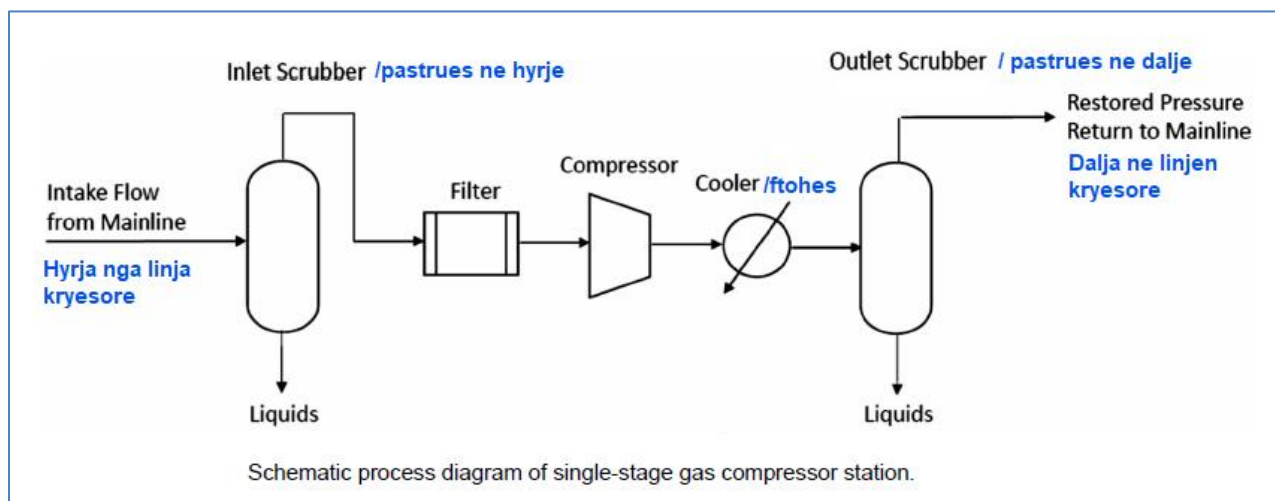 Inlet Scrubber /pastrues ne hyrje
Outlet Scrubber / pastrues ne dalje
Restored Pressure
Return to Mainline
Dalja ne linjen
kryesore
Compressor
Cooler/ftohes
Filter
Intake Flow
from Mainline
Hyrja nga linja
kryesore
Liquids
Liquids
Schematic process diagram of single-stage gas compressor station.